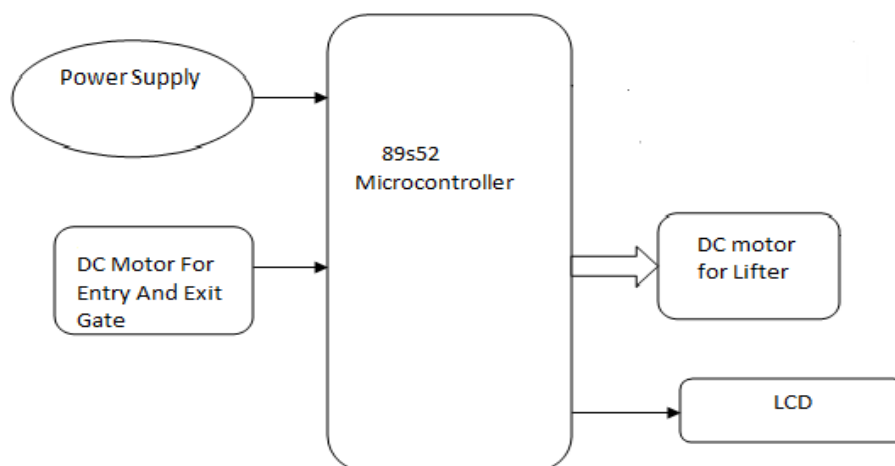 Power Supply
89s52
Microcontroller
DC Motor For
Entry And Exit
Gate
DC motor
for Lifter
LCD